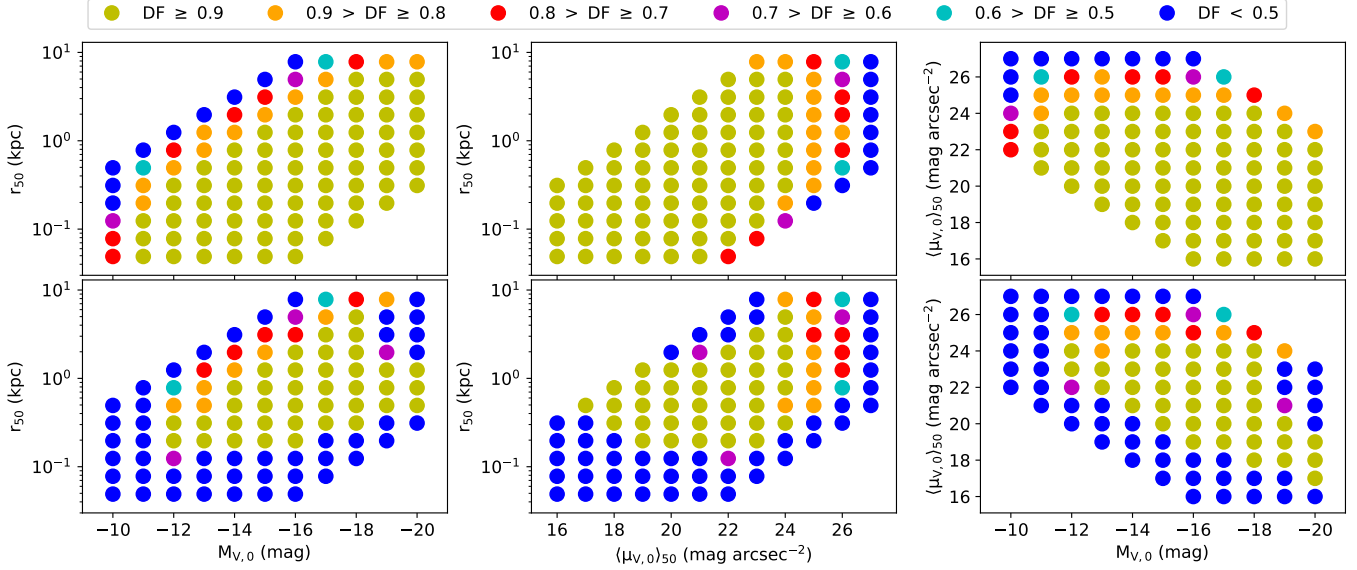 DF ≥ 0.9 0.9 > DF ≥ 0.8 0.8 > DF ≥ 0.7 0.7 > DF ≥ 0.6 0.6 > DF ≥ 0.5 DF < 0.5
10¹
10⁰
10⁻¹
r₅₀ (kpc)
10¹
10⁰
10⁻¹
r₅₀ (kpc)
26
24
22
20
18
16
⟨μ_V,0⟩₅₀ (mag arcsec⁻²)
10¹
10⁰
10⁻¹
r₅₀ (kpc)
−10 −12 −14 −16 −18 −20
M_V,0 (mag)
10¹
10⁰
10⁻¹
r₅₀ (kpc)
16 18 20 22 24 26
⟨μ_V,0⟩₅₀ (mag arcsec⁻²)
26
24
22
20
18
16
⟨μ_V,0⟩₅₀ (mag arcsec⁻²)
−10 −12 −14 −16 −18 −20
M_V,0 (mag)